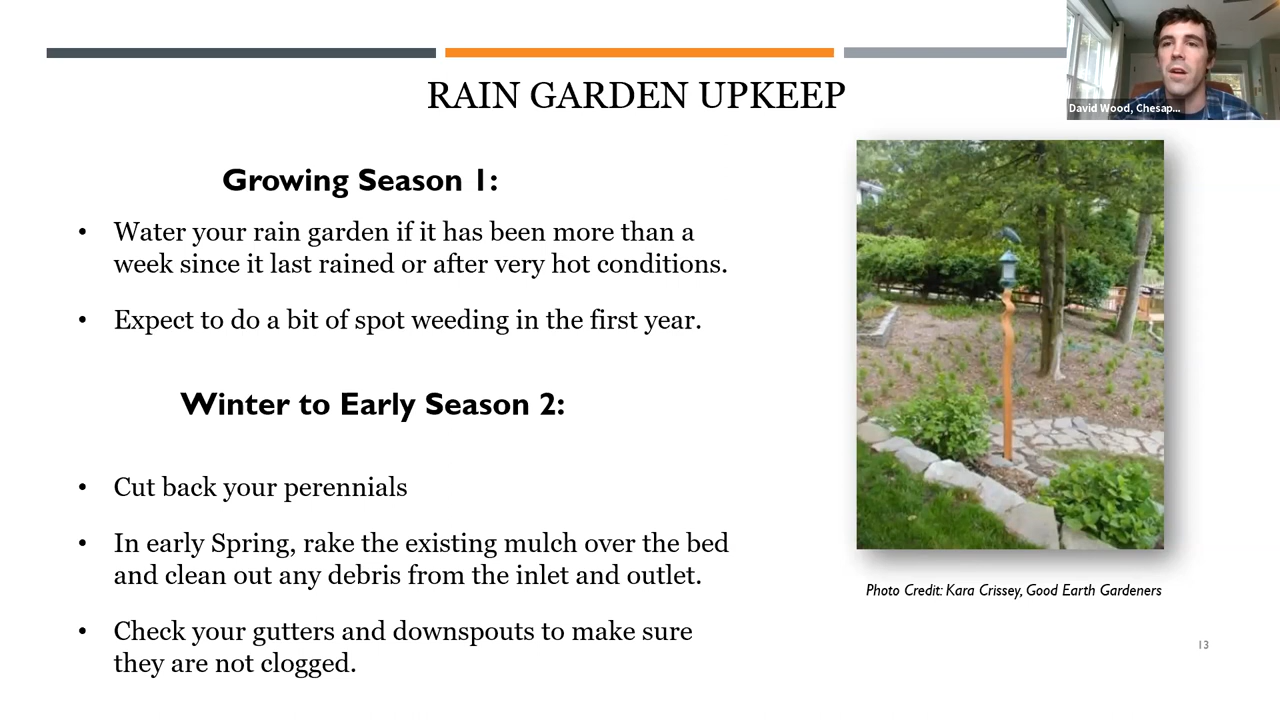 RAIN GARDEN UPKEEP
David Wood, Chesap...
Growing Season 1:
• Water your rain garden if it has been more than a
week since it last rained or after very hot conditions.
• Expect to do a bit of spot weeding in the first year.
Winter to Early Season 2:
• Cut back your perennials
• In early Spring, rake the existing mulch over the bed
and clean out any debris from the inlet and outlet.
• Check your gutters and downspouts to make sure
they are not clogged.
Photo Credit: Kara Crissey, Good Earth Gardeners
13